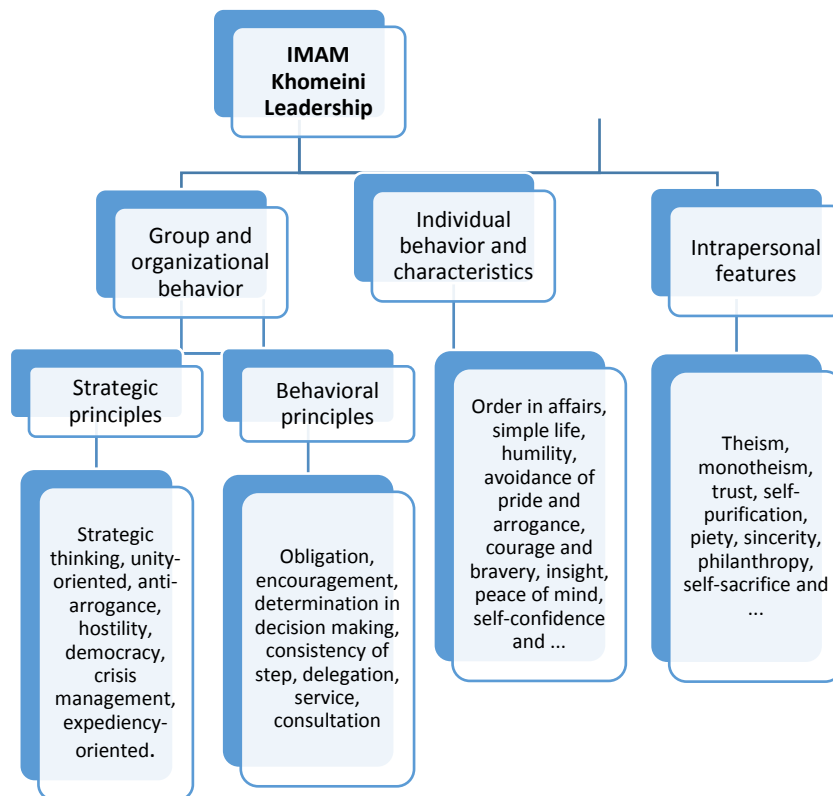 IMAM
Khomeini
Leadership
Group and
organizational
behavior
Individual
behavior and
characteristics
Intrapersonal
features
Strategic
principles
Behavioral
principles
Strategic
thinking, unity-
oriented, anti-
arrogance,
hostility,
democracy,
crisis
management,
expediency-
oriented.
Obligation,
encouragement,
determination in
decision making,
consistency of
step, delegation,
service,
consultation
Order in affairs,
simple life,
humility,
avoidance of
pride and
arrogance,
courage and
bravery, insight,
peace of mind,
self-confidence
and ...
Theism,
monotheism,
trust, self-
purification,
piety, sincerity,
philanthropy,
self-sacrifice and
...